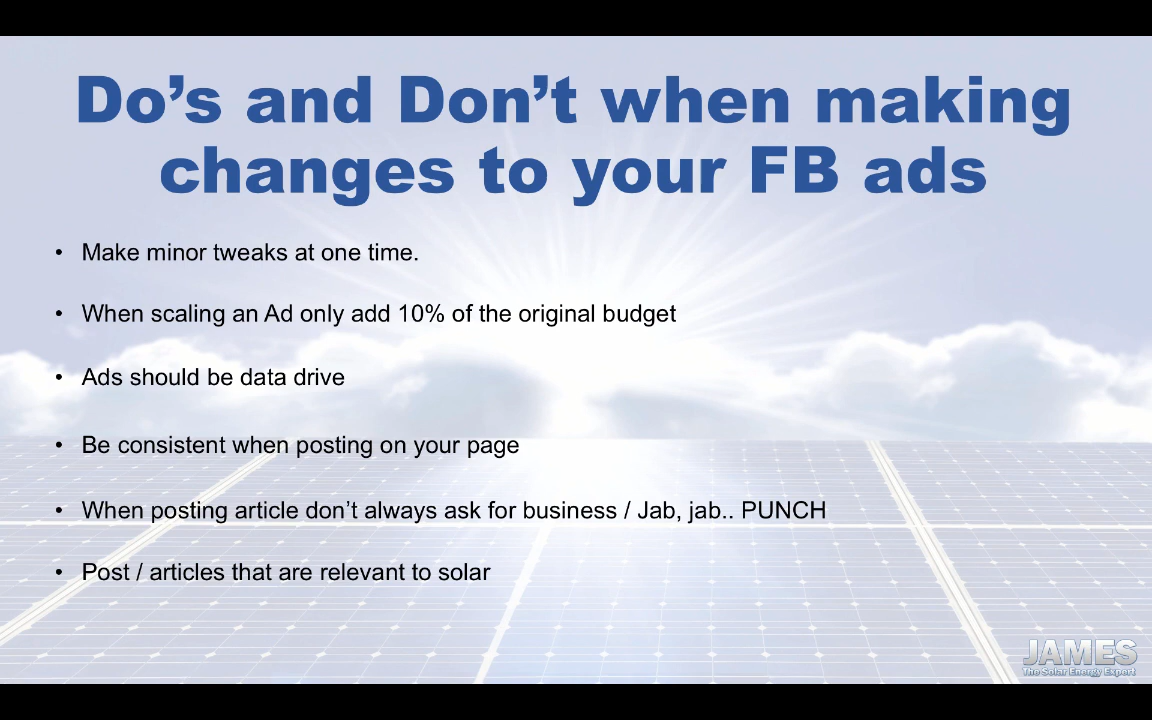 Do’s and Don’t when making
changes to your FB ads
• Make minor tweaks at one time.
• When scaling an Ad only add 10% of the original budget
• Ads should be data drive
• Be consistent when posting on your page
• When posting article don’t always ask for business / Jab, jab.. PUNCH
• Post / articles that are relevant to solar
JAMES
The Solar Energy Expert